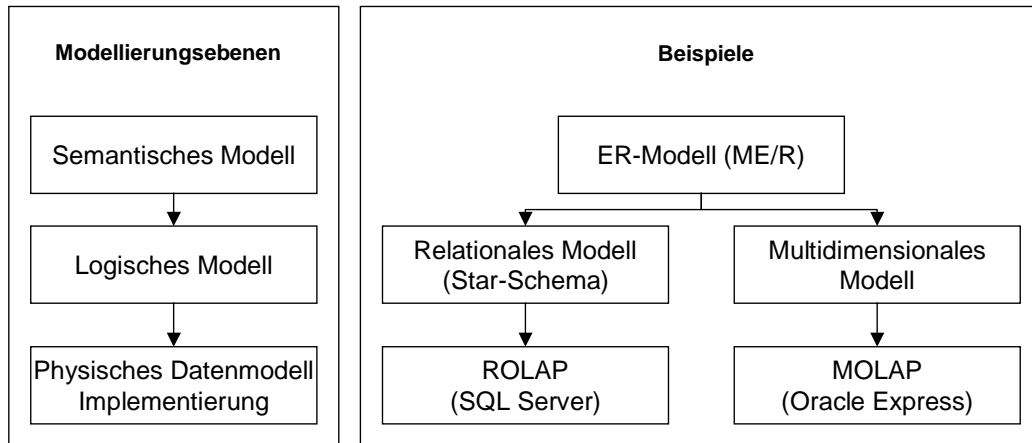 Modellierungsebenen
Semantisches Modell
Logisches Modell
Physisches Datenmodell
Implementierung
Beispiele
ER-Modell (ME/R)
Relationales Modell
(Star-Schema)
Multidimensionales
Modell
ROLAP
(SQL Server)
MOLAP
(Oracle Express)